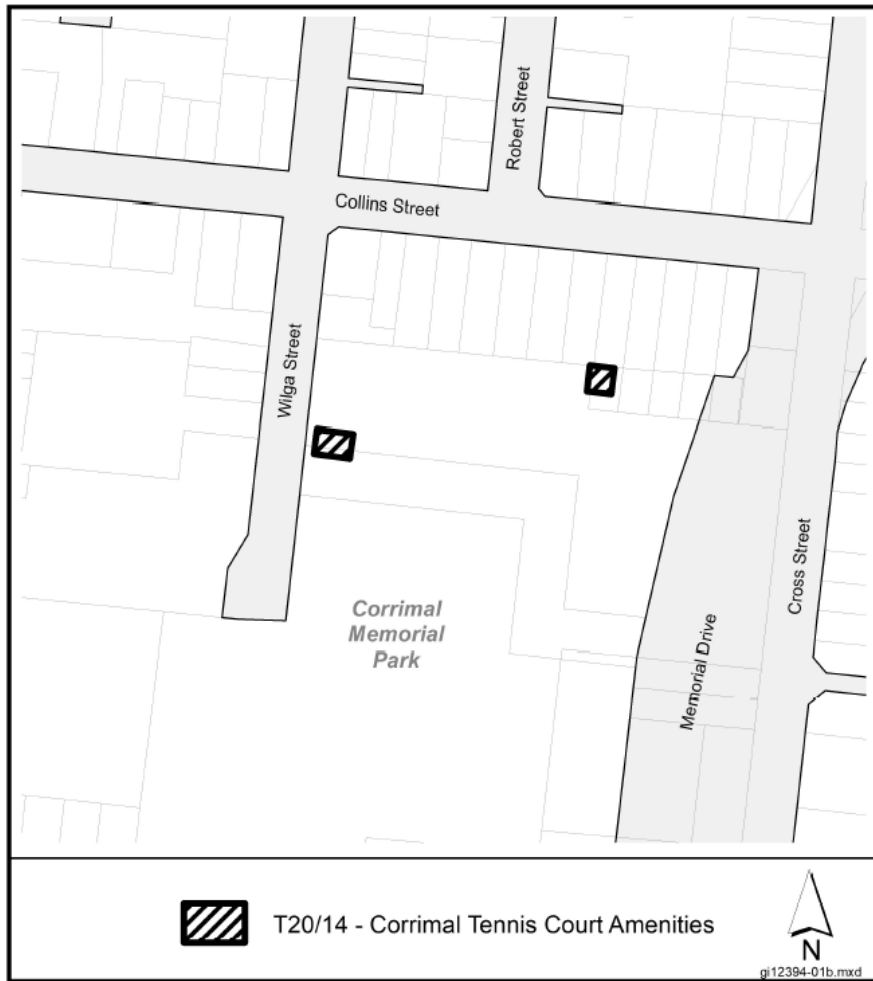 Robert Street
Collins Street
Wilga Street
Corrimal
Memorial
Park
Memorial Drive
Cross Street
T20/14 - Corrimal Tennis Court Amenities
N
gi12394-01b.mxd